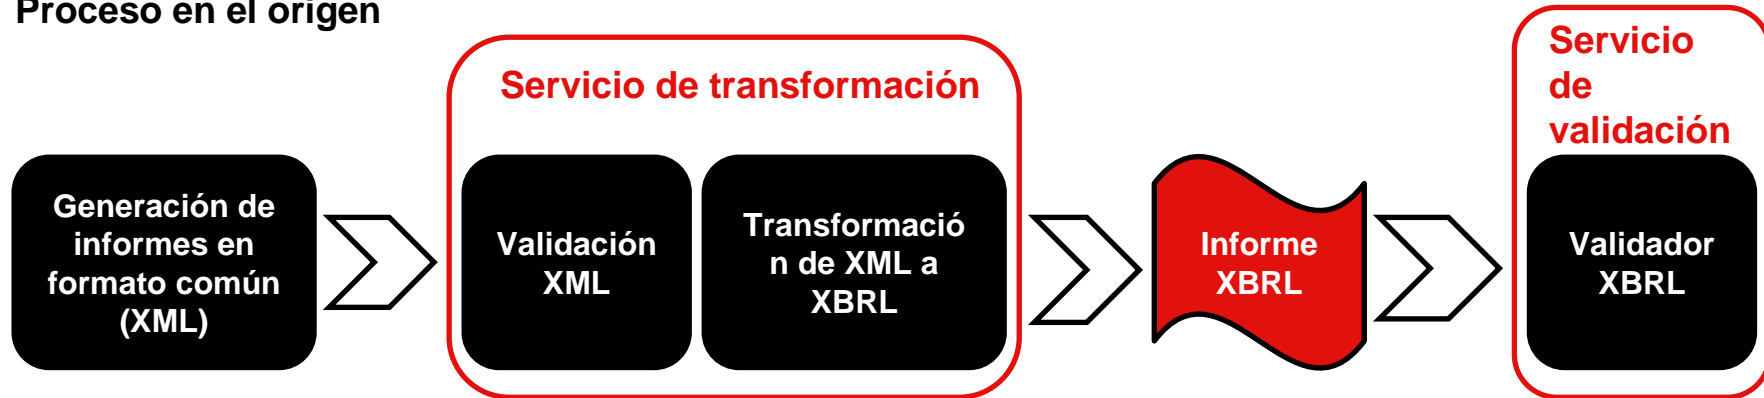 Proceso en el origen
Servicio de transformación
Servicio
de
validación
Generación de
informes en
formato común
(XML)
Validación
XML
Transformació
n de XML a
XBRL
Informe
XBRL
Validador
XBRL